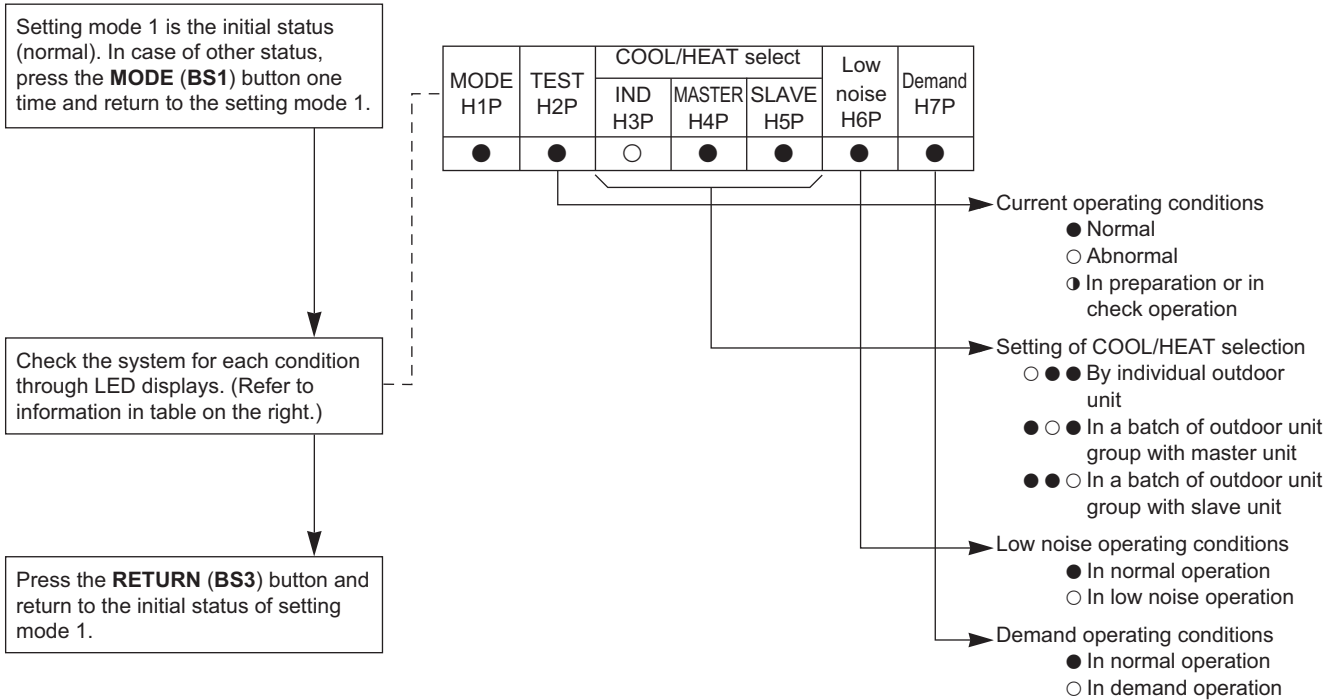 Setting mode 1 is the initial status
(normal). In case of other status,
press the MODE (BS1) button one
time and return to the setting mode 1.
Check the system for each condition
through LED displays. (Refer to
information in table on the right.)
Press the RETURN (BS3) button and
return to the initial status of setting
mode 1.
MODE
H1P
TEST
H2P
COOL/HEAT select
IND
H3P
MASTER
H4P
SLAVE
H5P
Low
noise
H6P
Demand
H7P
● ● ○ ● ● ● ●
Current operating conditions
● Normal
○ Abnormal
◑ In preparation or in
check operation
Setting of COOL/HEAT selection
○ ● ● By individual outdoor
unit
● ○ ● In a batch of outdoor unit
group with master unit
● ● ○ In a batch of outdoor unit
group with slave unit
Low noise operating conditions
● In normal operation
○ In low noise operation
Demand operating conditions
● In normal operation
○ In demand operation